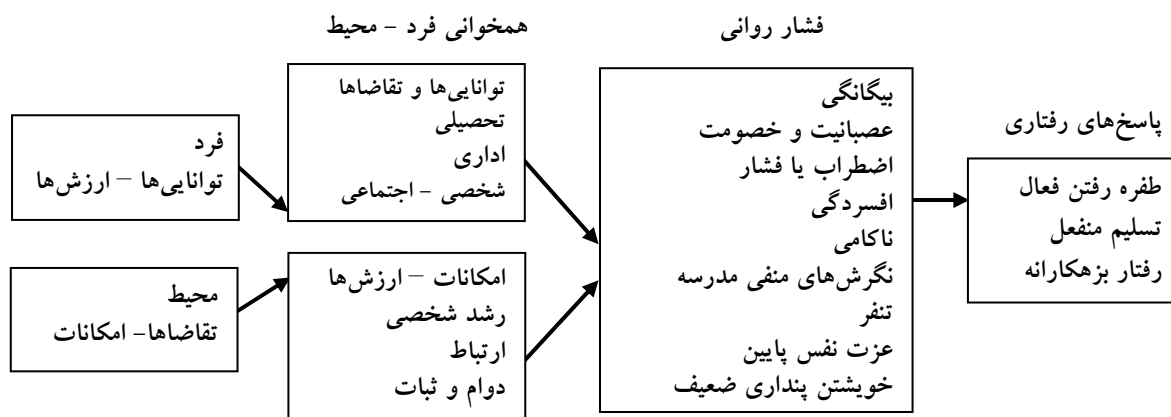 همخوانی فرد - محیط
فشار روانی
پاسخ‌های رفتاری
فرد
توانایی‌ها – ارزش‌ها
محیط
تقاضاها– امکانات
توانایی‌ها و تقاضاها
تحصیلی
اداری
شخصی - اجتماعی
امکانات – ارزش‌ها
رشد شخصی
ارتباط
دوام و ثبات
بیگانگی
عصبانیت و خصومت
اضطراب یا فشار
افسردگی
ناکامی
نگرش‌های منفی مدرسه
تنفر
عزت نفس پایین
خویشتن پنداری ضعیف
طفره رفتن فعال
تسلیم منفعل
رفتار بزهکارانه